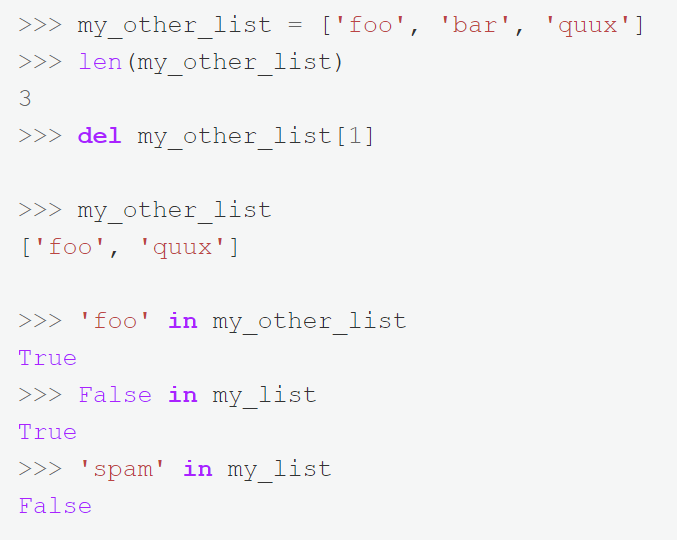 >>> my_other_list = ['foo', 'bar', 'quux']
>>> len(my_other_list)
3
>>> del my_other_list[1]
>>> my_other_list
['foo', 'quux']
>>> 'foo' in my_other_list
True
>>> False in my_list
True
>>> 'spam' in my_list
False